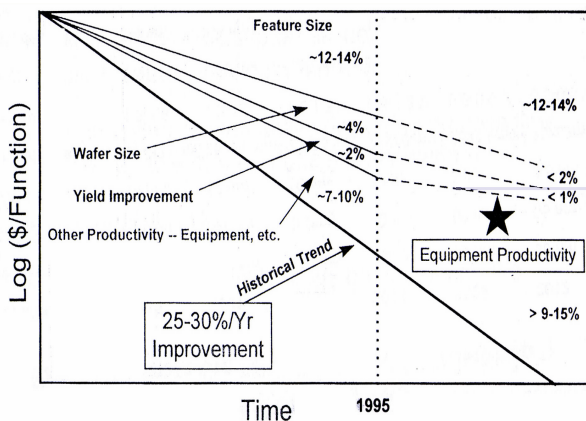 Feature Size
~12-14%
~12-14%
~4%
Wafer Size
~2%
< 2%
Yield Improvement
~7-10%
< 1%
Other Productivity -- Equipment, etc.
Equipment Productivity
Historical Trend
25-30%/Yr
Improvement
> 9-15%
Log ($/Function)
Time
1995